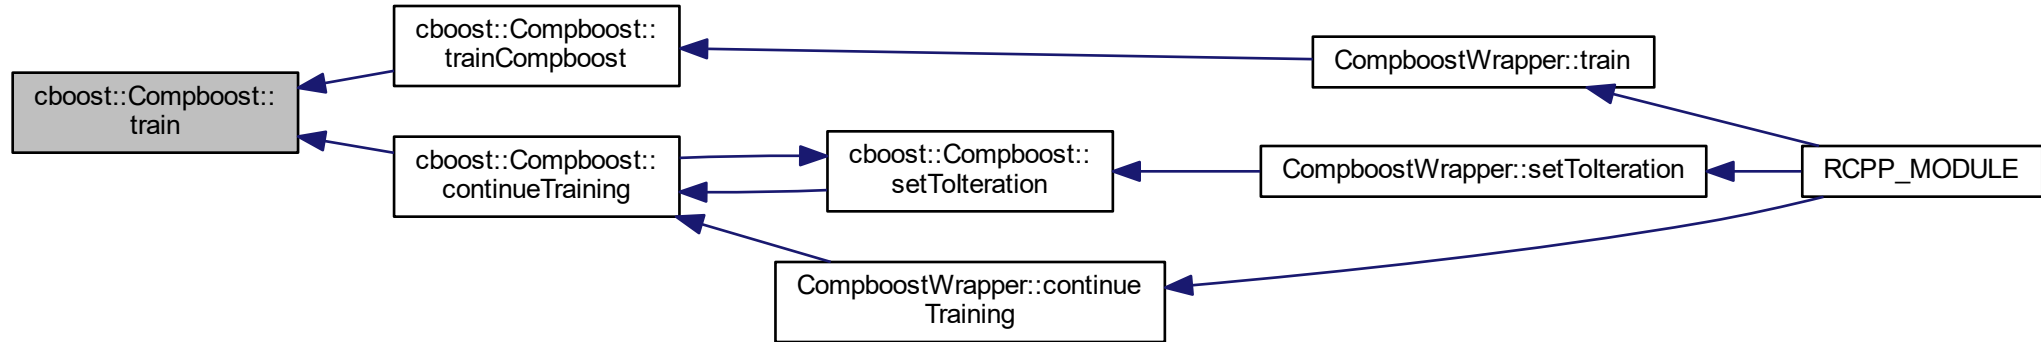 cboost::Compboost::
train
cboost::Compboost::
trainCompboost
cboost::Compboost::
continueTraining
cboost::Compboost::
setToIteration
CompboostWrapper::continue
Training
CompboostWrapper::train
CompboostWrapper::setToIteration
RCPP_MODULE